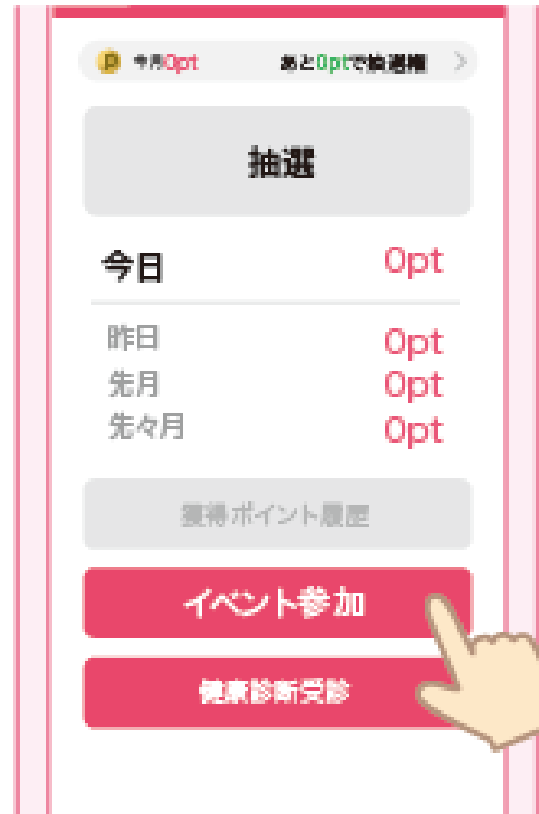 今月0pt あと0ptで抽選権
抽選
今日 0pt
昨日 0pt
先月 0pt
先々月 0pt
獲得ポイント履歴
イベント参加
健康診断受診